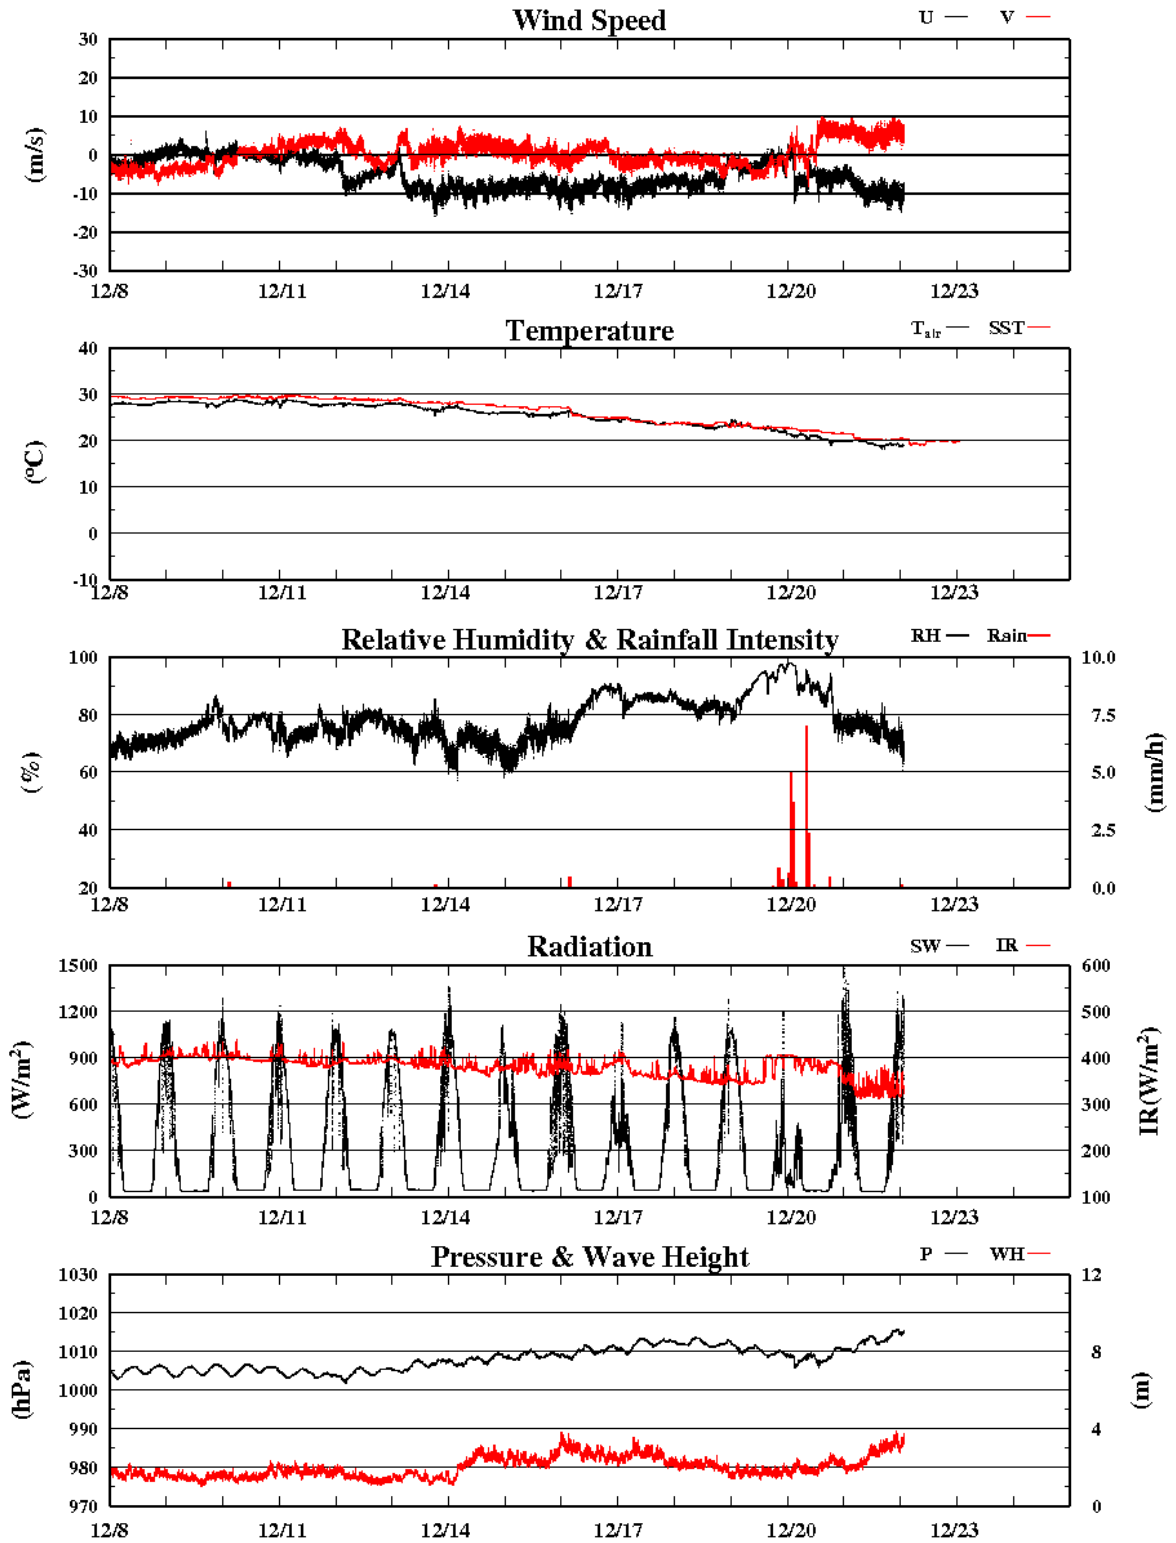 Wind Speed U V
30
20
10
0
-10
-20
-30
(m/s)
12/8 12/11 12/14 12/17 12/20 12/23
Temperature Tair SST
40
30
20
10
0
-10
(°C)
12/8 12/11 12/14 12/17 12/20 12/23
Relative Humidity & Rainfall Intensity RH Rain
100 10.0
80 7.5
60 5.0
40 2.5
20 0.0
(%) (mm/h)
12/8 12/11 12/14 12/17 12/20 12/23
Radiation SW IR
1500 600
1200 500
900 400
600 300
300 200
0 100
(W/m²) IR(W/m²)
12/8 12/11 12/14 12/17 12/20 12/23
Pressure & Wave Height P WH
1030 12
1020
1010 8
1000
990 4
980
970 0
(hPa) (m)
12/8 12/11 12/14 12/17 12/20 12/23